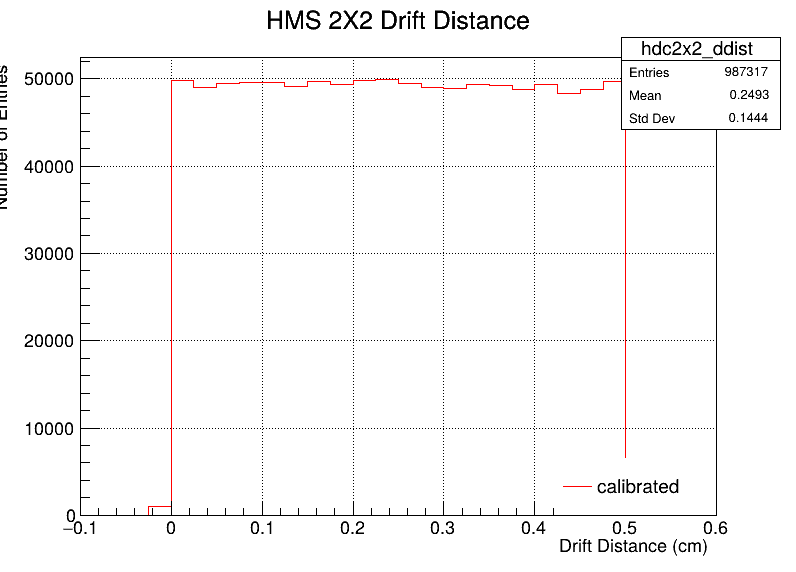 HMS 2X2 Drift Distance
hdc2x2_ddist
Entries 987317
Mean 0.2493
Std Dev 0.1444
Number of Entries
50000
40000
30000
20000
10000
0
calibrated
−0.1 0 0.1 0.2 0.3 0.4 0.5 0.6
Drift Distance (cm)